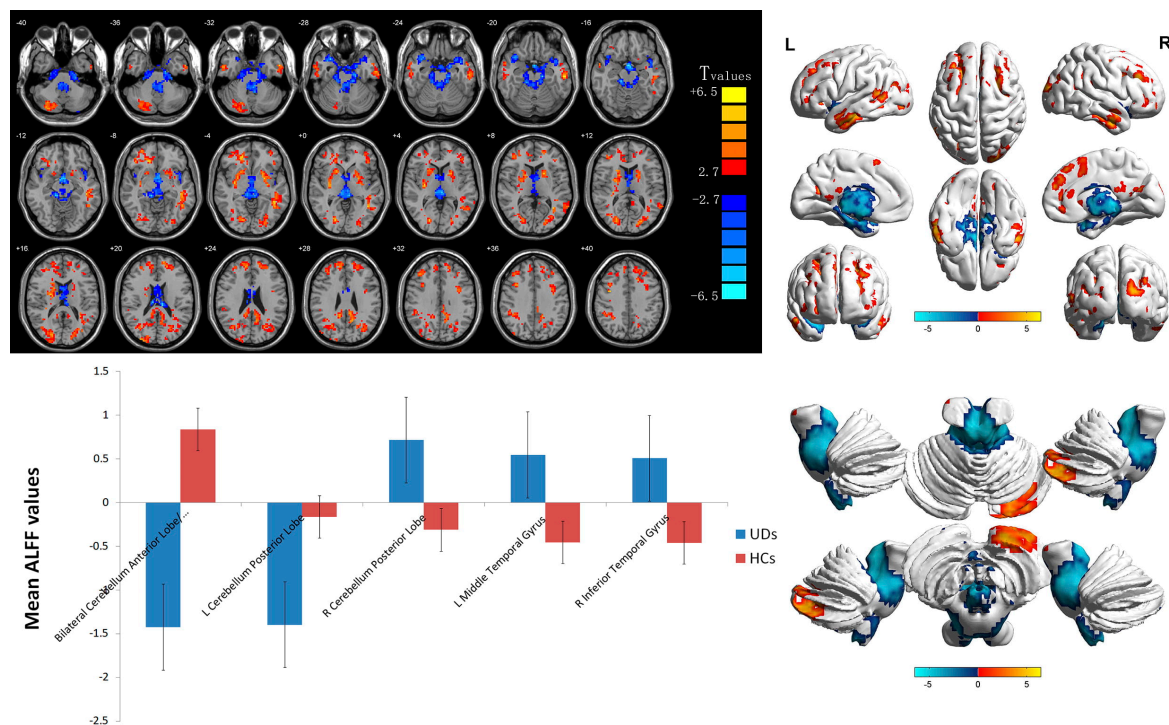 -40 -36 -32 -28 -24 -20 -16
T values
+6.5
2.7
-2.7
-6.5
-12 -8 -4 +0 +4 +8 +12
+16 +20 +24 +28 +32 +36 +40
L R
-5 0 5
Mean ALFF values
1.5
1
0.5
0
-0.5
-1
-1.5
-2
-2.5
Bilateral Cerebellum Anterior Lobe/...
L Cerebellum Posterior Lobe
R Cerebellum Posterior Lobe
L Middle Temporal Gyrus
R Inferior Temporal Gyrus
UDs
HCs
-5 0 5